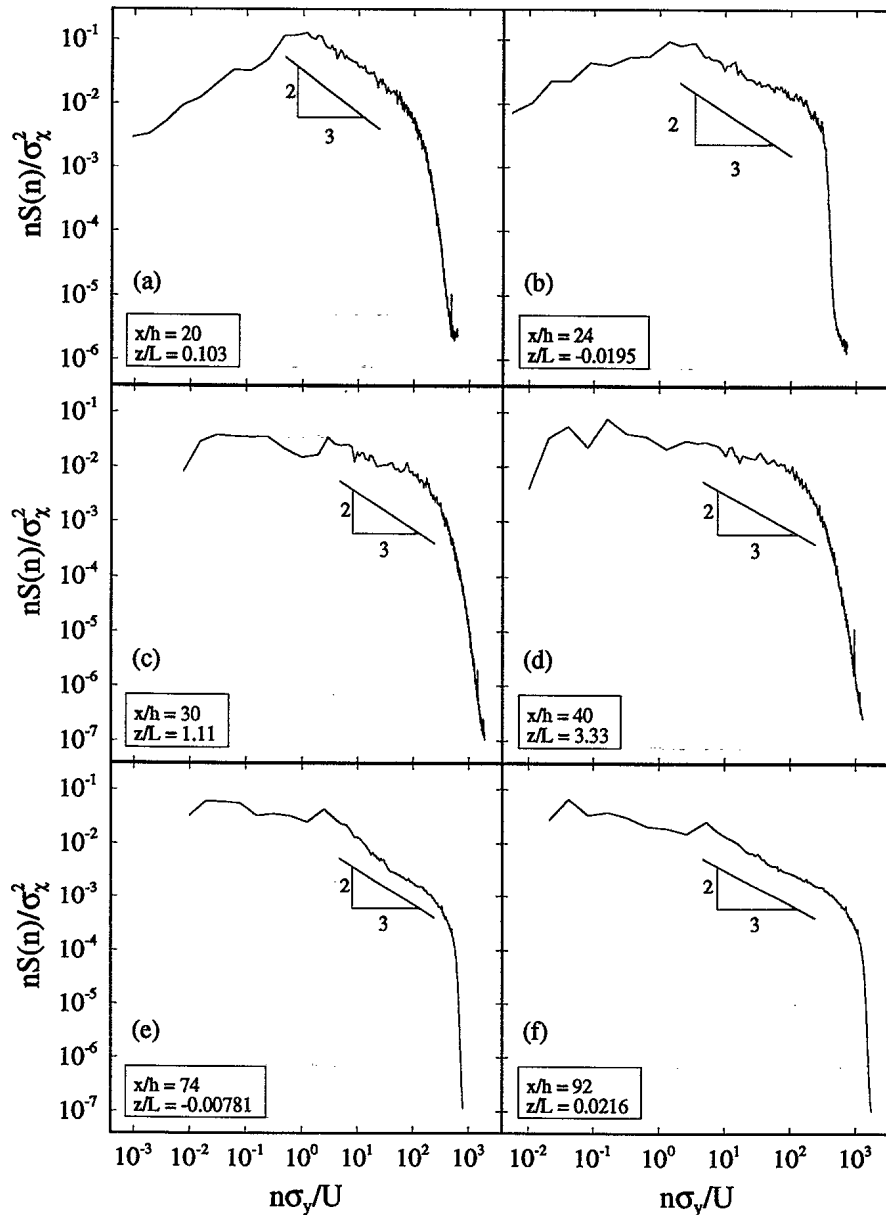 nS(n)/σ²χ
10⁻¹
10⁻²
10⁻³
10⁻⁴
10⁻⁵
10⁻⁶
2
3
(a)
x/h = 20
z/L = 0.103
2
3
(b)
x/h = 24
z/L = -0.0195
nS(n)/σ²χ
10⁻¹
10⁻²
10⁻³
10⁻⁴
10⁻⁵
10⁻⁶
10⁻⁷
2
3
(c)
x/h = 30
z/L = 1.11
2
3
(d)
x/h = 40
z/L = 3.33
nS(n)/σ²χ
10⁻¹
10⁻²
10⁻³
10⁻⁴
10⁻⁵
10⁻⁶
10⁻⁷
2
3
(e)
x/h = 74
z/L = -0.00781
2
3
(f)
x/h = 92
z/L = 0.0216
10⁻³ 10⁻² 10⁻¹ 10⁰ 10¹ 10² 10³
10⁻² 10⁻¹ 10⁰ 10¹ 10² 10³
nσy/U
nσy/U